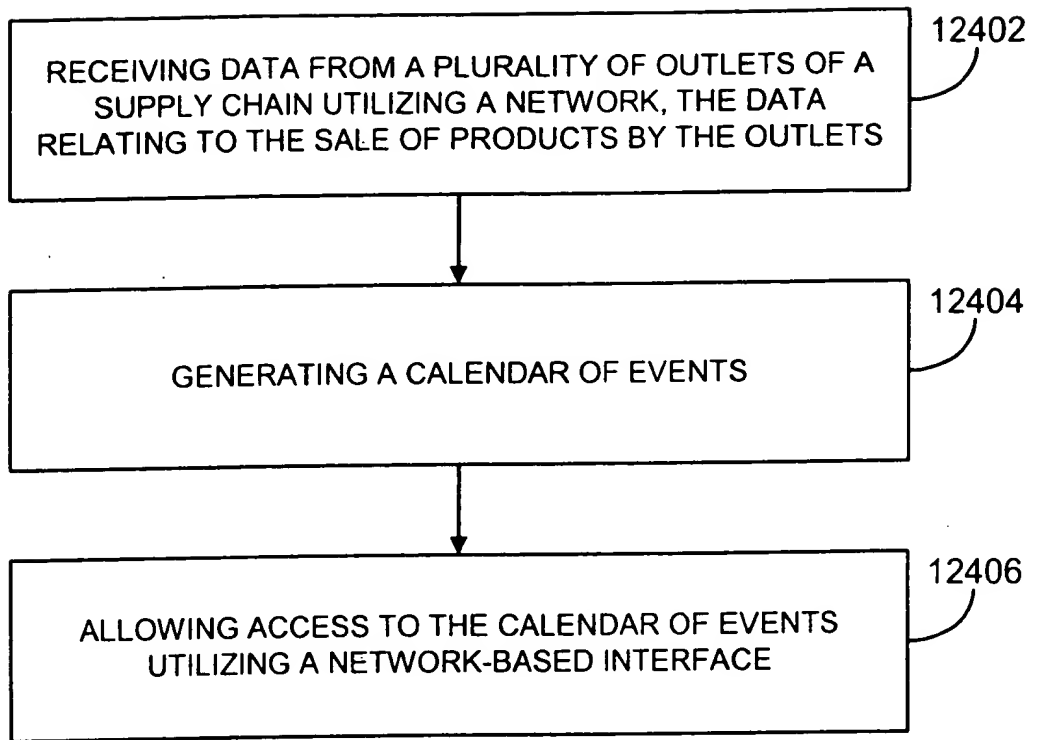 12402
RECEIVING DATA FROM A PLURALITY OF OUTLETS OF A
SUPPLY CHAIN UTILIZING A NETWORK, THE DATA
RELATING TO THE SALE OF PRODUCTS BY THE OUTLETS
12404
GENERATING A CALENDAR OF EVENTS
12406
ALLOWING ACCESS TO THE CALENDAR OF EVENTS
UTILIZING A NETWORK-BASED INTERFACE